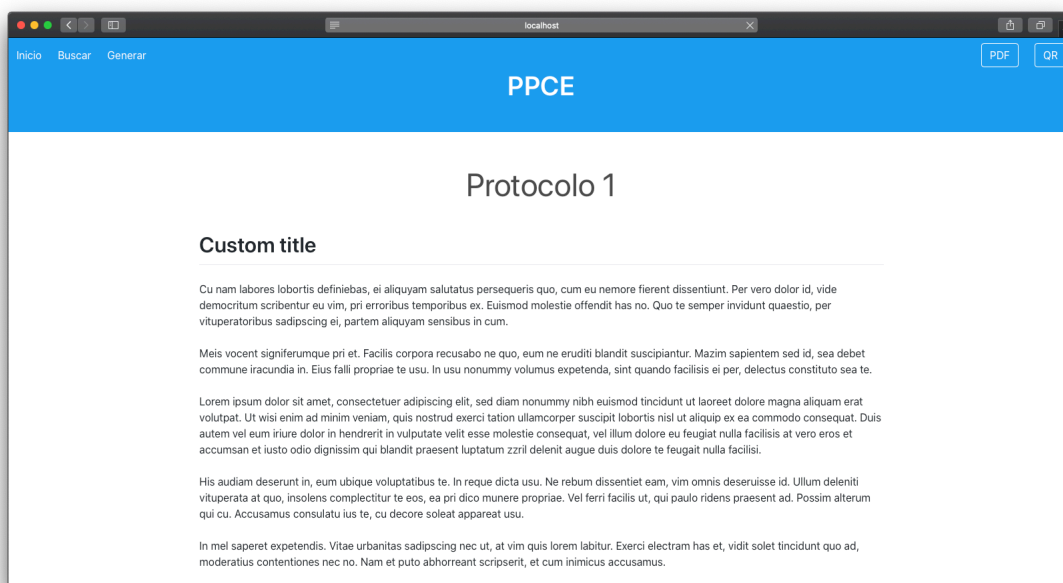 localhost
Inicio Buscar Generar PDF QR
PPCE
Protocolo 1
Custom title
Cu nam labores lobortis definiebas, ei aliquyam salutatus persequeris quo, cum eu nemore fierent dissentiunt. Per vero dolor id, vide
democritum scribentur eu vim, pri erroribus temporibus ex. Euismod molestie offendit has no. Quo te semper invidunt quaestio, per
vituperatoribus sadipscing ei, partem aliquyam sensibus in cum.
Meis vocent signiferumque pri et. Facilis corpora recusabo ne quo, eum ne eruditi blandit suscipiantur. Mazim sapientem sed id, sea debet
commune iracundia in. Eius falli propriae te usu. In usu nonummy volumus expetenda, sint quando facilisis ei per, delectus constituto sea te.
Lorem ipsum dolor sit amet, consectetuer adipiscing elit, sed diam nonummy nibh euismod tincidunt ut laoreet dolore magna aliquam erat
volutpat. Ut wisi enim ad minim veniam, quis nostrud exerci tation ullamcorper suscipit lobortis nisl ut aliquip ex ea commodo consequat. Duis
autem vel eum iriure dolor in hendrerit in vulputate velit esse molestie consequat, vel illum dolore eu feugiat nulla facilisis at vero eros et
accumsan et iusto odio dignissim qui blandit praesent luptatum zzril delenit augue duis dolore te feugait nulla facilisi.
His audiam deserunt in, eum ubique voluptatibus te. In reque dicta usu. Ne rebum dissentiet eam, vim omnis deseruisse id. Ullum deleniti
vituperata at quo, insolens complectitur te eos, ea pri dico munere propriae. Vel ferri facilis ut, qui paulo ridens praesent ad. Possim alterum
qui cu. Accusamus consulatu ius te, cu decore soleat appareat usu.
In mel saperet expetendis. Vitae urbanitas sadipscing nec ut, at vim quis lorem labitur. Exerci electram has et, vidit solet tincidunt quo ad,
moderatius contentiones nec no. Nam et puto abhorreant scripserit, et cum inimicus accusamus.